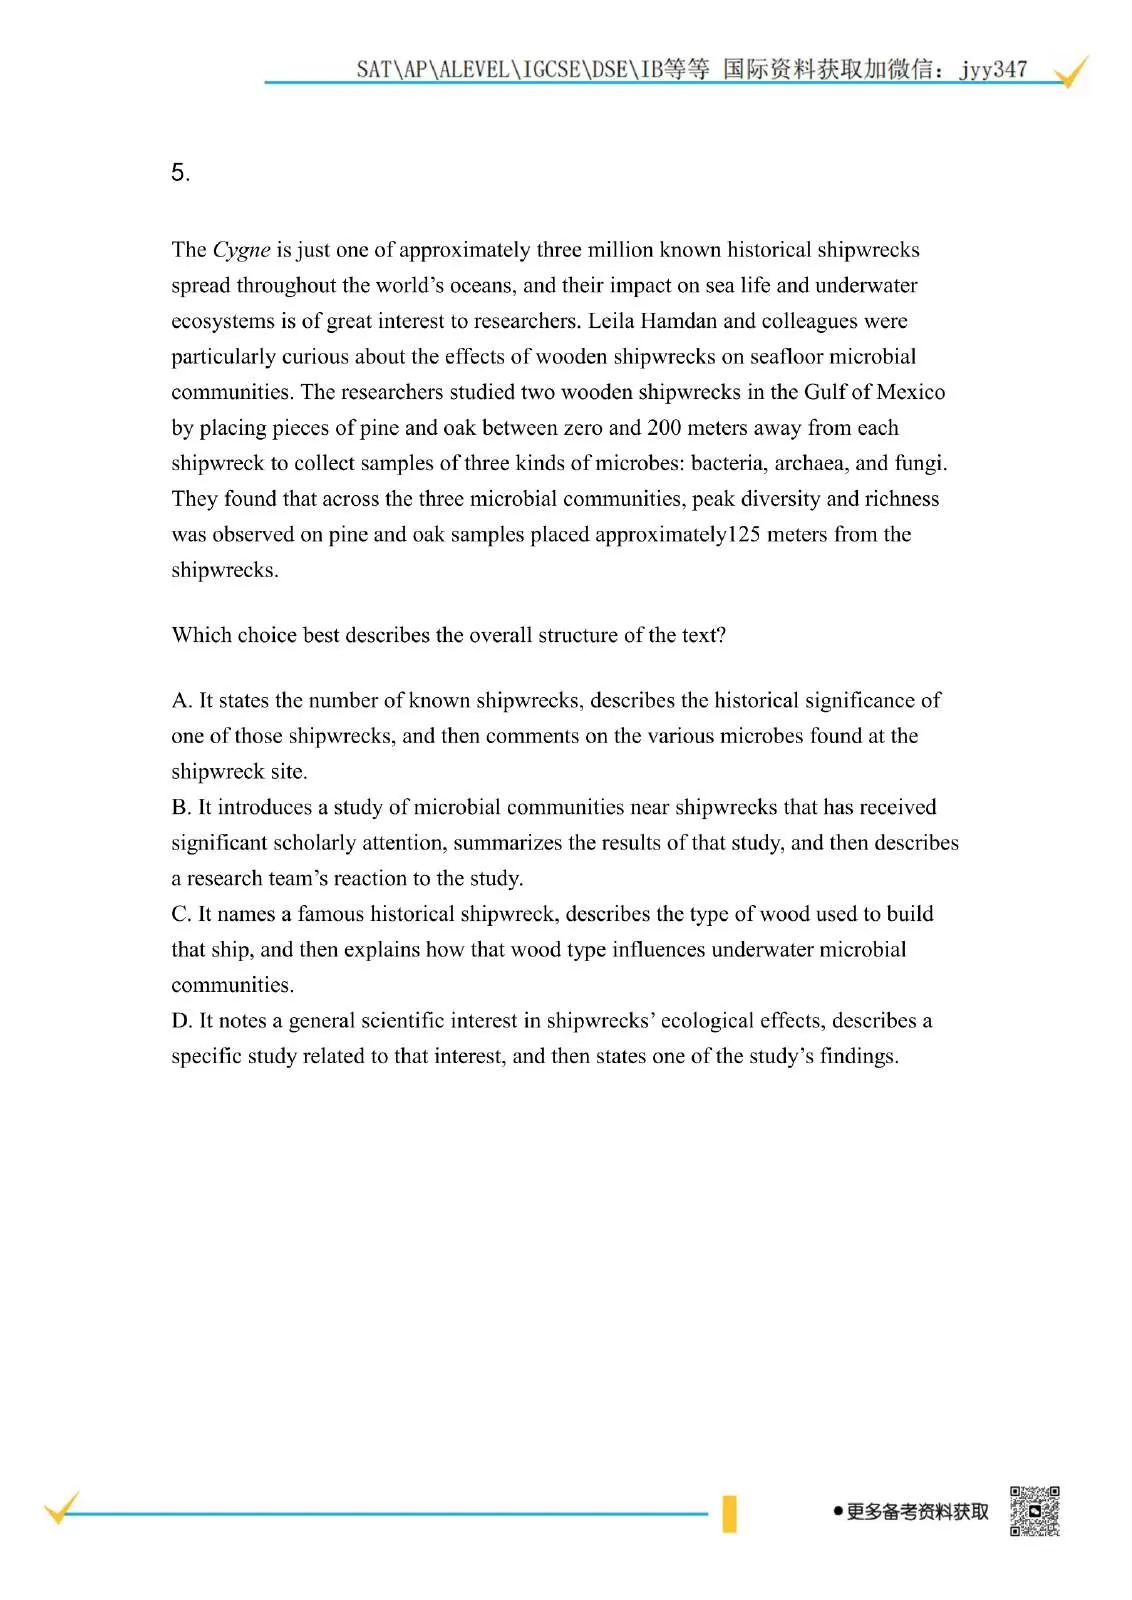 SAT\AP\ALEVEL\IGCSE\DSE\IB等等 国际资料获取加微信：jyy347
5.
The Cygne is just one of approximately three million known historical shipwrecks
spread throughout the world’s oceans, and their impact on sea life and underwater
ecosystems is of great interest to researchers. Leila Hamdan and colleagues were
particularly curious about the effects of wooden shipwrecks on seafloor microbial
communities. The researchers studied two wooden shipwrecks in the Gulf of Mexico
by placing pieces of pine and oak between zero and 200 meters away from each
shipwreck to collect samples of three kinds of microbes: bacteria, archaea, and fungi.
They found that across the three microbial communities, peak diversity and richness
was observed on pine and oak samples placed approximately125 meters from the
shipwrecks.
Which choice best describes the overall structure of the text?
A. It states the number of known shipwrecks, describes the historical significance of
one of those shipwrecks, and then comments on the various microbes found at the
shipwreck site.
B. It introduces a study of microbial communities near shipwrecks that has received
significant scholarly attention, summarizes the results of that study, and then describes
a research team’s reaction to the study.
C. It names a famous historical shipwreck, describes the type of wood used to build
that ship, and then explains how that wood type influences underwater microbial
communities.
D. It notes a general scientific interest in shipwrecks’ ecological effects, describes a
specific study related to that interest, and then states one of the study’s findings.
●更多备考资料获取